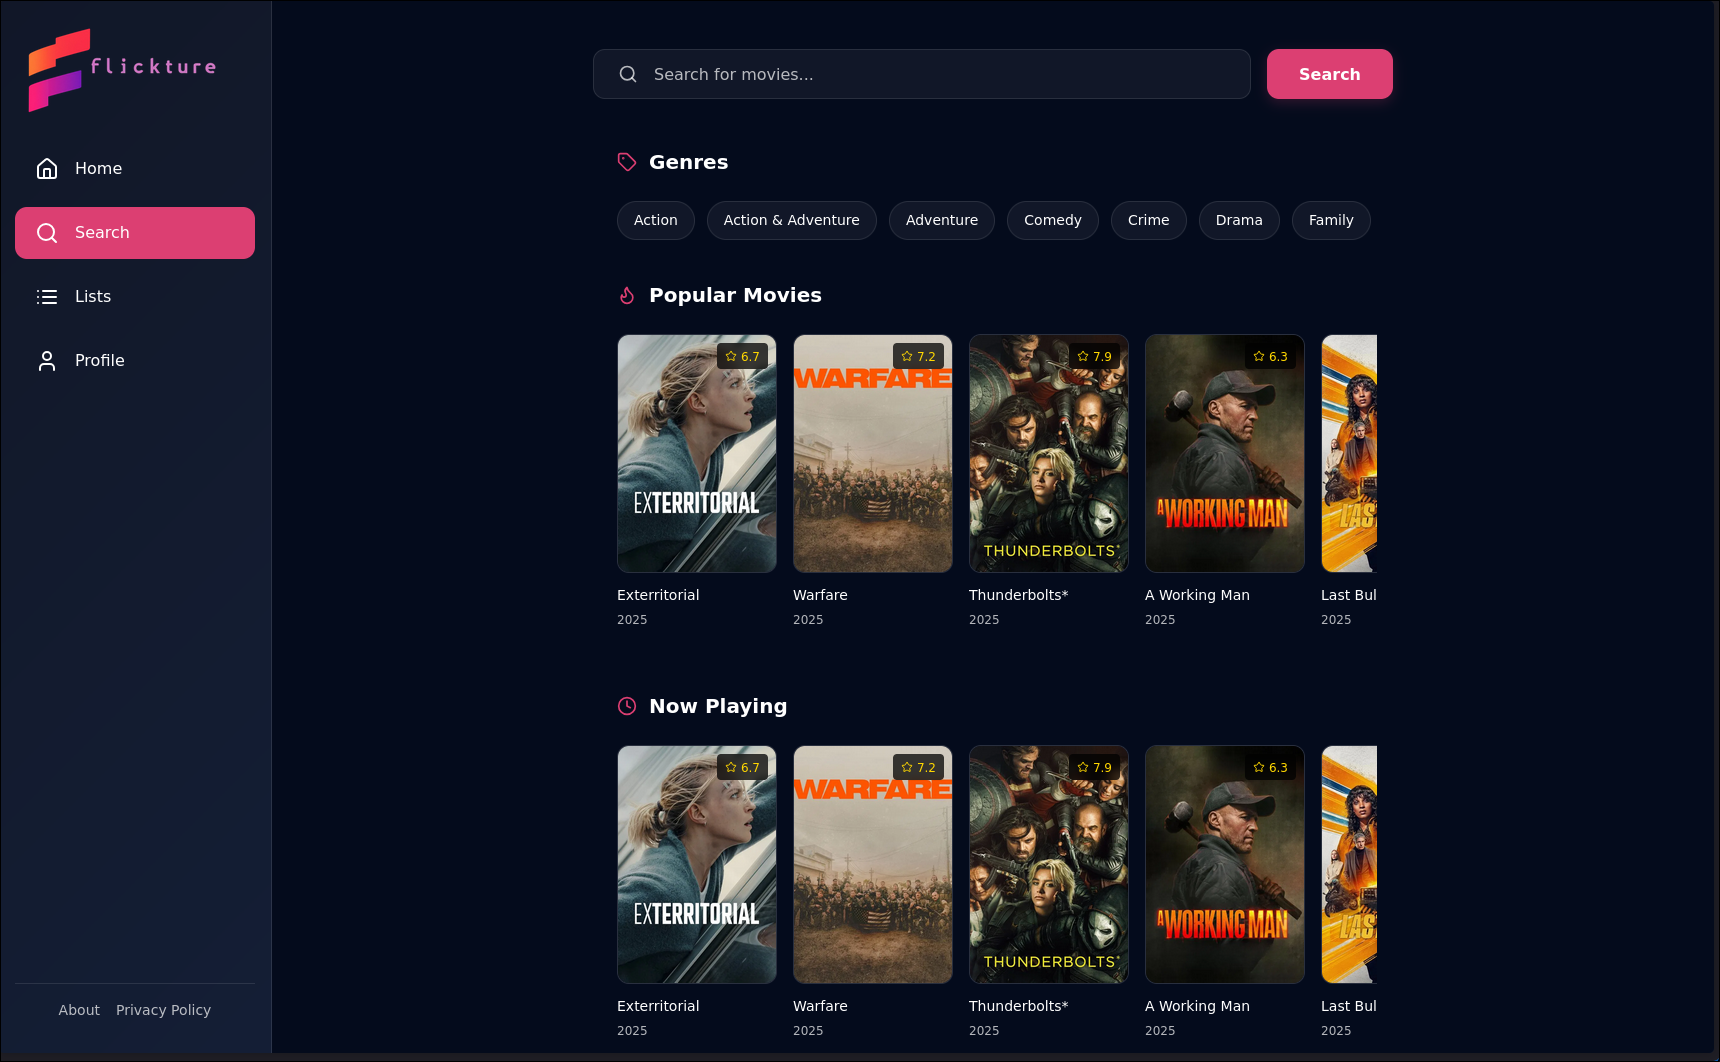 flickture
Home
Search
Lists
Profile
About Privacy Policy
Search for movies...
Search
Genres
Action
Action & Adventure
Adventure
Comedy
Crime
Drama
Family
Popular Movies
6.7
EXTERRITORIAL
Exterritorial
2025
7.2
WARFARE
Warfare
2025
7.9
THUNDERBOLTS*
Thunderbolts*
2025
6.3
A WORKING MAN
A Working Man
2025
LAS
Last Bul
2025
Now Playing
6.7
EXTERRITORIAL
Exterritorial
2025
7.2
WARFARE
Warfare
2025
7.9
THUNDERBOLTS*
Thunderbolts*
2025
6.3
A WORKING MAN
A Working Man
2025
LAS
Last Bul
2025